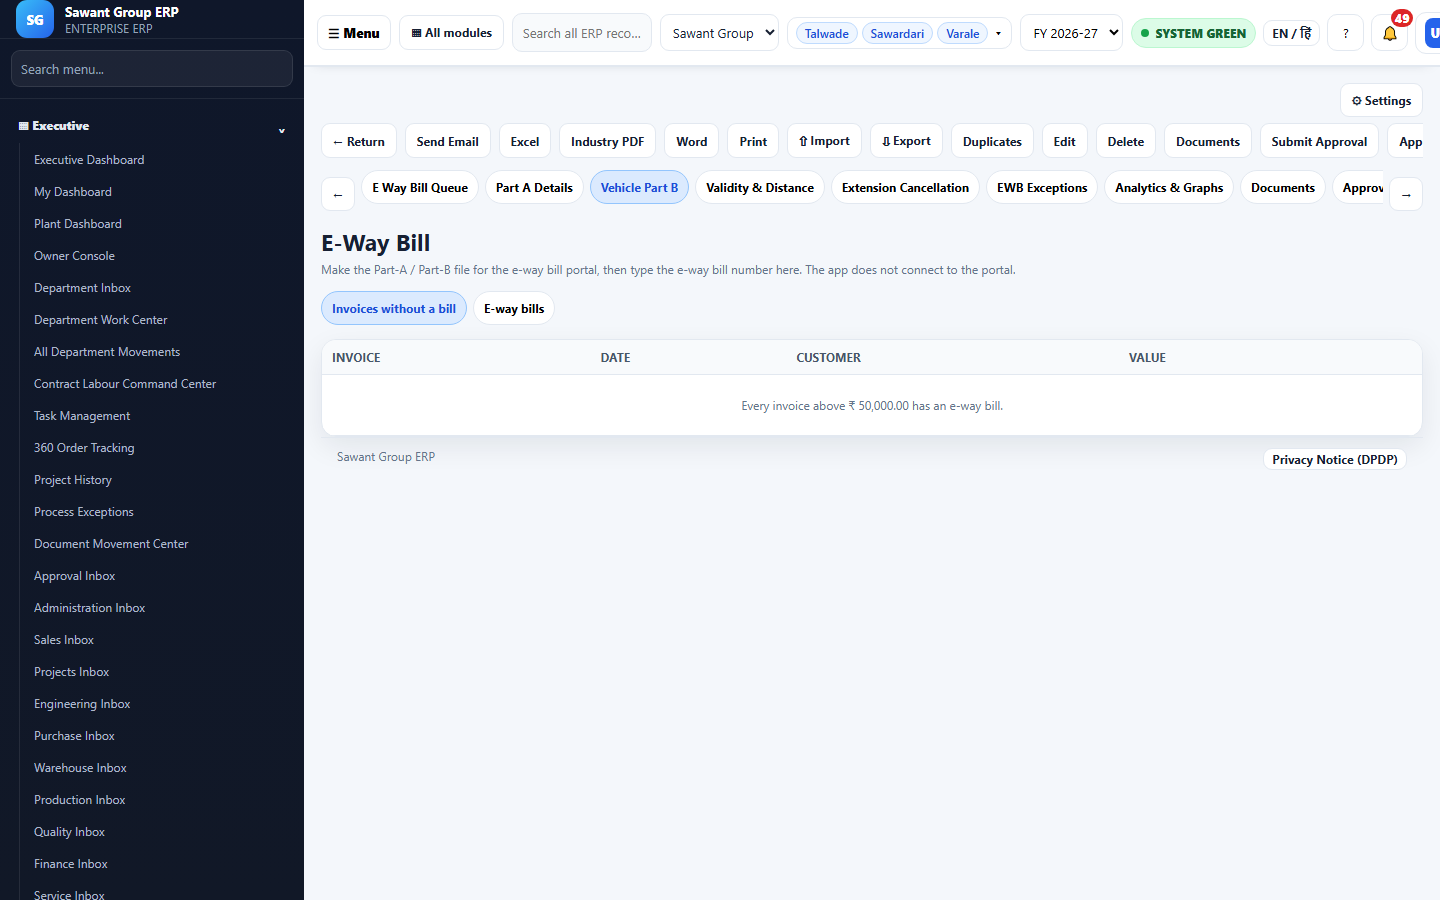 SG
Sawant Group ERP
ENTERPRISE ERP
☰ Menu
All modules
Search all ERP reco...
Sawant Group
Talwade
Sawardari
Varale
FY 2026-27
SYSTEM GREEN
EN / हिं
?
49
U
Search menu...
⚙ Settings
Executive
← Return
Send Email
Excel
Industry PDF
Word
Print
⇧ Import
⇩ Export
Duplicates
Edit
Delete
Documents
Submit Approval
App
←
E Way Bill Queue
Part A Details
Vehicle Part B
Validity & Distance
Extension Cancellation
EWB Exceptions
Analytics & Graphs
Documents
Approv
→
E-Way Bill
Make the Part-A / Part-B file for the e-way bill portal, then type the e-way bill number here. The app does not connect to the portal.
Invoices without a bill
E-way bills
INVOICE
DATE
CUSTOMER
VALUE
Every invoice above ₹ 50,000.00 has an e-way bill.
Sawant Group ERP
Privacy Notice (DPDP)
Executive Dashboard
My Dashboard
Plant Dashboard
Owner Console
Department Inbox
Department Work Center
All Department Movements
Contract Labour Command Center
Task Management
360 Order Tracking
Project History
Process Exceptions
Document Movement Center
Approval Inbox
Administration Inbox
Sales Inbox
Projects Inbox
Engineering Inbox
Purchase Inbox
Warehouse Inbox
Production Inbox
Quality Inbox
Finance Inbox
Service Inbox